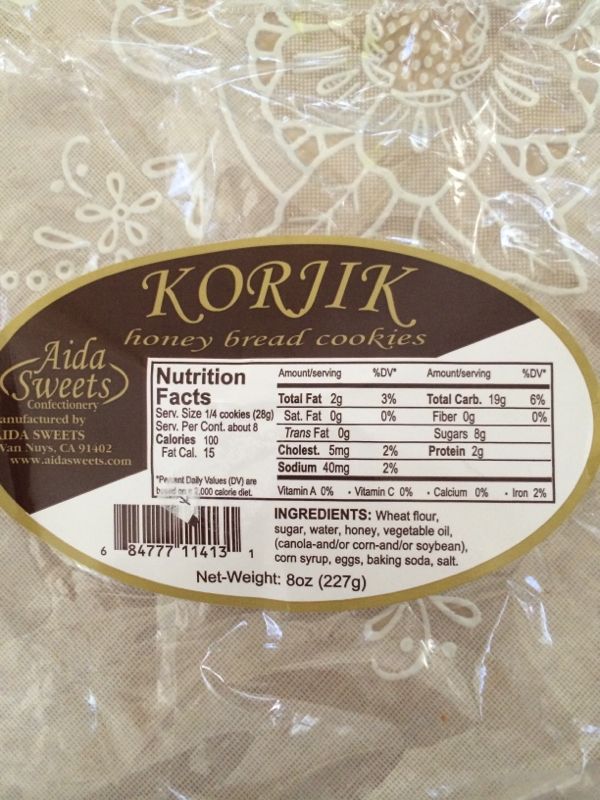 KORJIK
honey bread cookies
Aida
Sweets
Confectionery
anufactured by
IDA SWEETS
Van Nuys, CA 91402
www.aidasweets.com
Nutrition
Facts
Serv. Size 1/4 cookies (28g)
Serv. Per Cont. about 8
Calories 100
Fat Cal. 15
*Percent Daily Values (DV) are
based on a 2,000 calorie diet.
Amount/serving %DV* Amount/serving %DV*
Total Fat 2g 3% Total Carb. 19g 6%
Sat. Fat 0g 0% Fiber 0g 0%
Trans Fat 0g Sugars 8g
Cholest. 5mg 2% Protein 2g
Sodium 40mg 2%
Vitamin A 0% • Vitamin C 0% • Calcium 0% • Iron 2%
INGREDIENTS: Wheat flour,
sugar, water, honey, vegetable oil,
(canola-and/or corn-and/or soybean),
corn syrup, eggs, baking soda, salt.
6 84777 11413 1
Net-Weight: 8oz (227g)